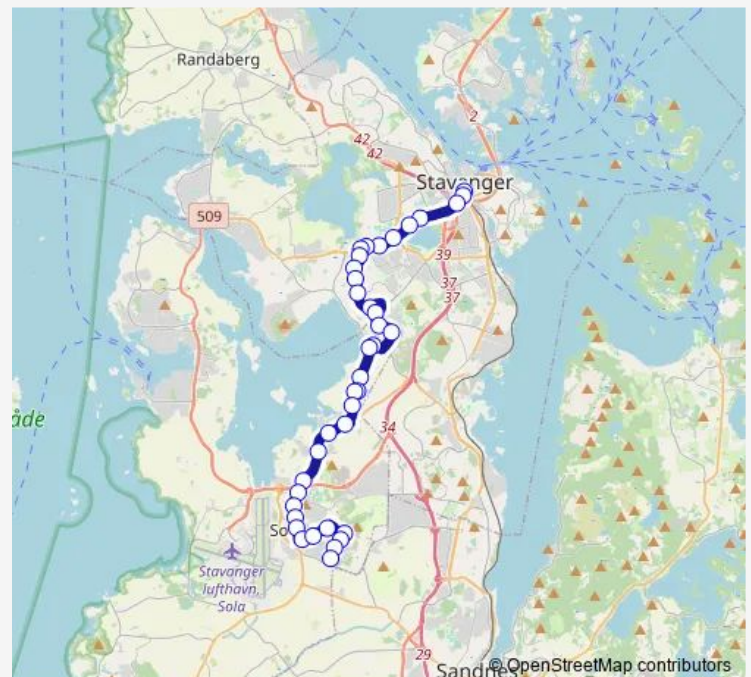 Randaberg
2
42
42
Stavanger
509
39
37
37
åde
34
So
Stavanger
lufthavn,
Sola
29
Sandnes
© OpenStreetMap contributors